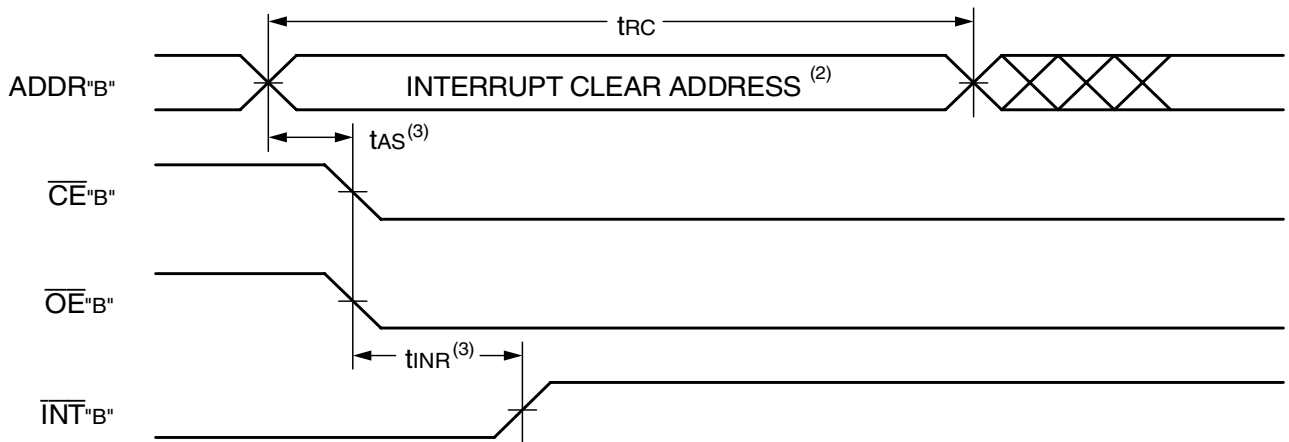 tRC
ADDR"B"
INTERRUPT CLEAR ADDRESS (2)
tAS(3)
CE"B"
OE"B"
tINR(3)
INT"B"